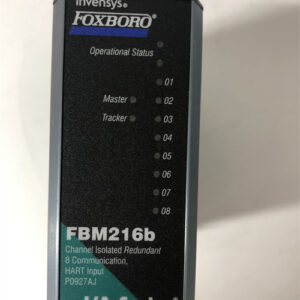 invensys
FOXBORO
Operational Status
01
Master 02
Tracker 03
04
05
06
07
08
FBM216b
Channel Isolated Redundant
8 Communication,
HART Input
P0927AJ